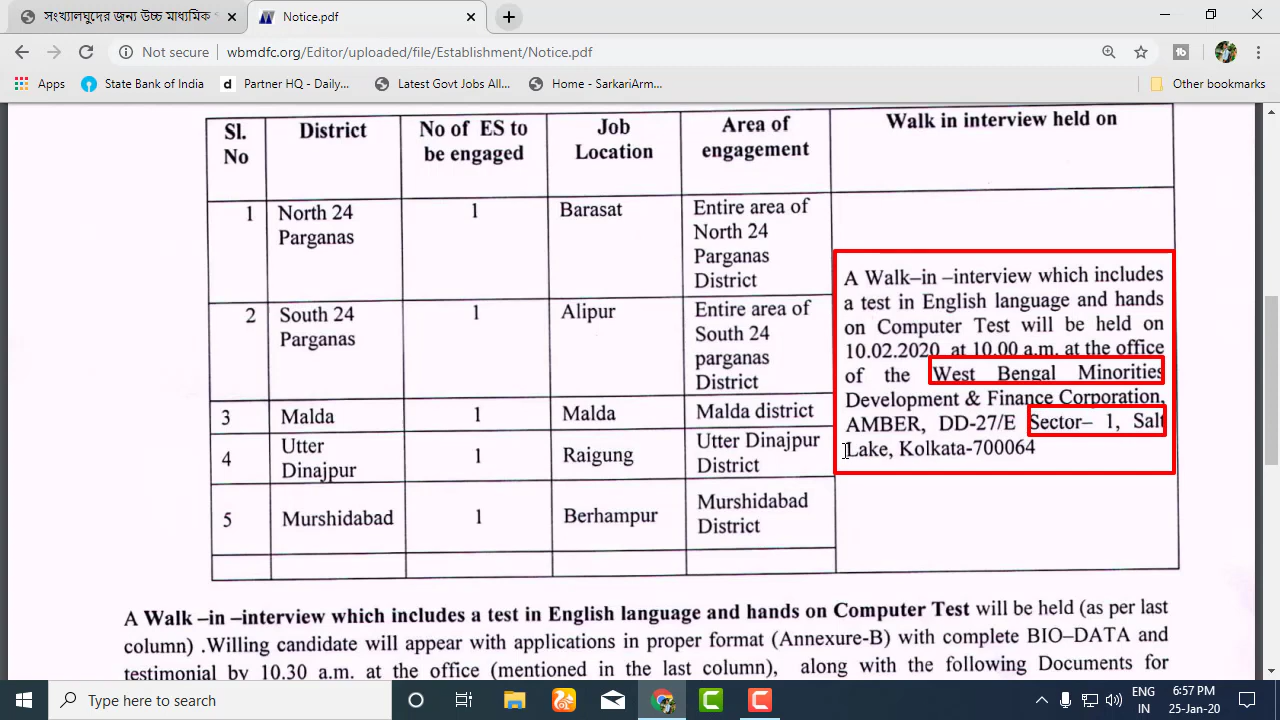 সংখ্যালঘুদের জন্য উচ্চ মাধ্যমিক
Notice.pdf
Not secure
wbmdfc.org/Editor/uploaded/file/Establishment/Notice.pdf
Apps
State Bank of India
Partner HQ - Daily...
Latest Govt Jobs All...
Home - SarkariArm...
Other bookmarks
Sl. No
District
No of ES to be engaged
Job Location
Area of engagement
Walk in interview held on
1
North 24 Parganas
1
Barasat
Entire area of North 24 Parganas District
2
South 24 Parganas
1
Alipur
Entire area of South 24 parganas District
3
Malda
1
Malda
Malda district
4
Utter Dinajpur
1
Raigung
Utter Dinajpur District
5
Murshidabad
1
Berhampur
Murshidabad District
A Walk–in –interview which includes
a test in English language and hands
on Computer Test will be held on
10.02.2020 at 10.00 a.m. at the office
of the West Bengal Minorities
Development & Finance Corporation,
AMBER, DD-27/E Sector– 1, Salt
Lake, Kolkata-700064
A Walk –in –interview which includes a test in English language and hands on Computer Test will be held (as per last
column) .Willing candidate will appear with applications in proper format (Annexure-B) with complete BIO–DATA and
testimonial by 10.30 a.m. at the office (mentioned in the last column), along with the following Documents for
Type here to search
ENG
IN
6:57 PM
25-Jan-20